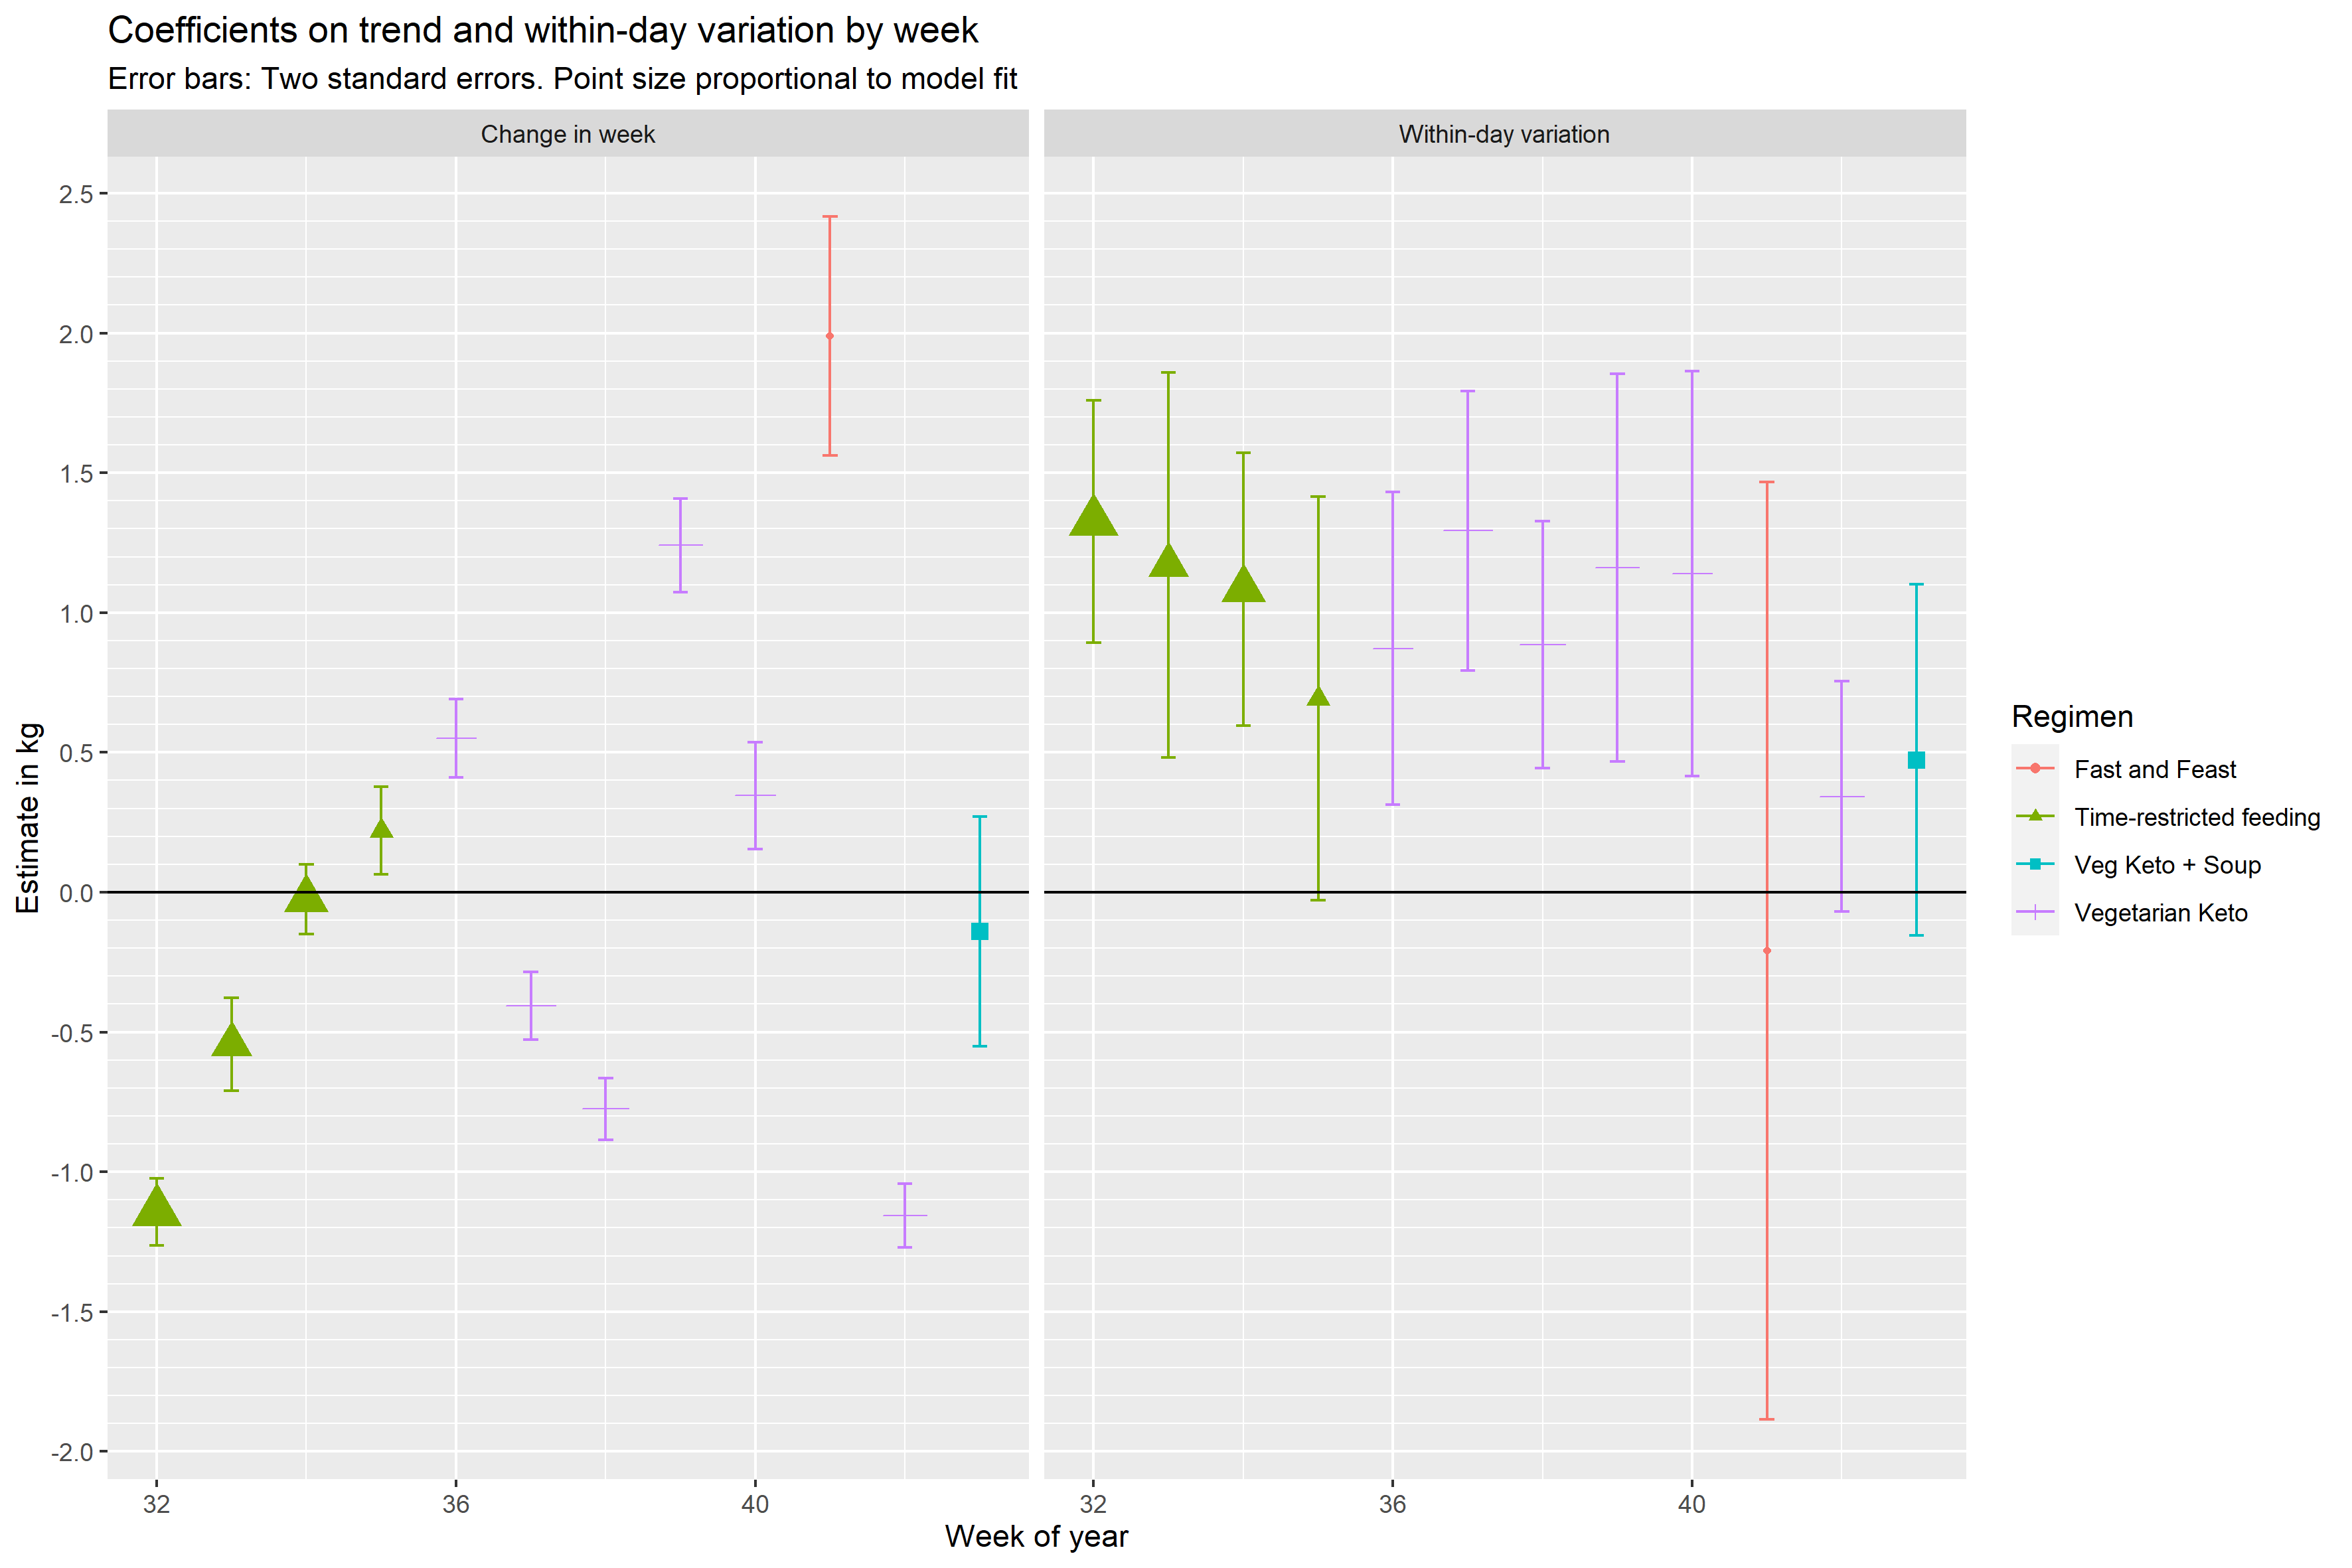 Coefficients on trend and within-day variation by week
Error bars: Two standard errors. Point size proportional to model fit
Change in week
Within-day variation
Estimate in kg
2.5
2.0
1.5
1.0
0.5
0.0
-0.5
-1.0
-1.5
-2.0
32
36
40
32
36
40
Week of year
Regimen
Fast and Feast
Time-restricted feeding
Veg Keto + Soup
Vegetarian Keto